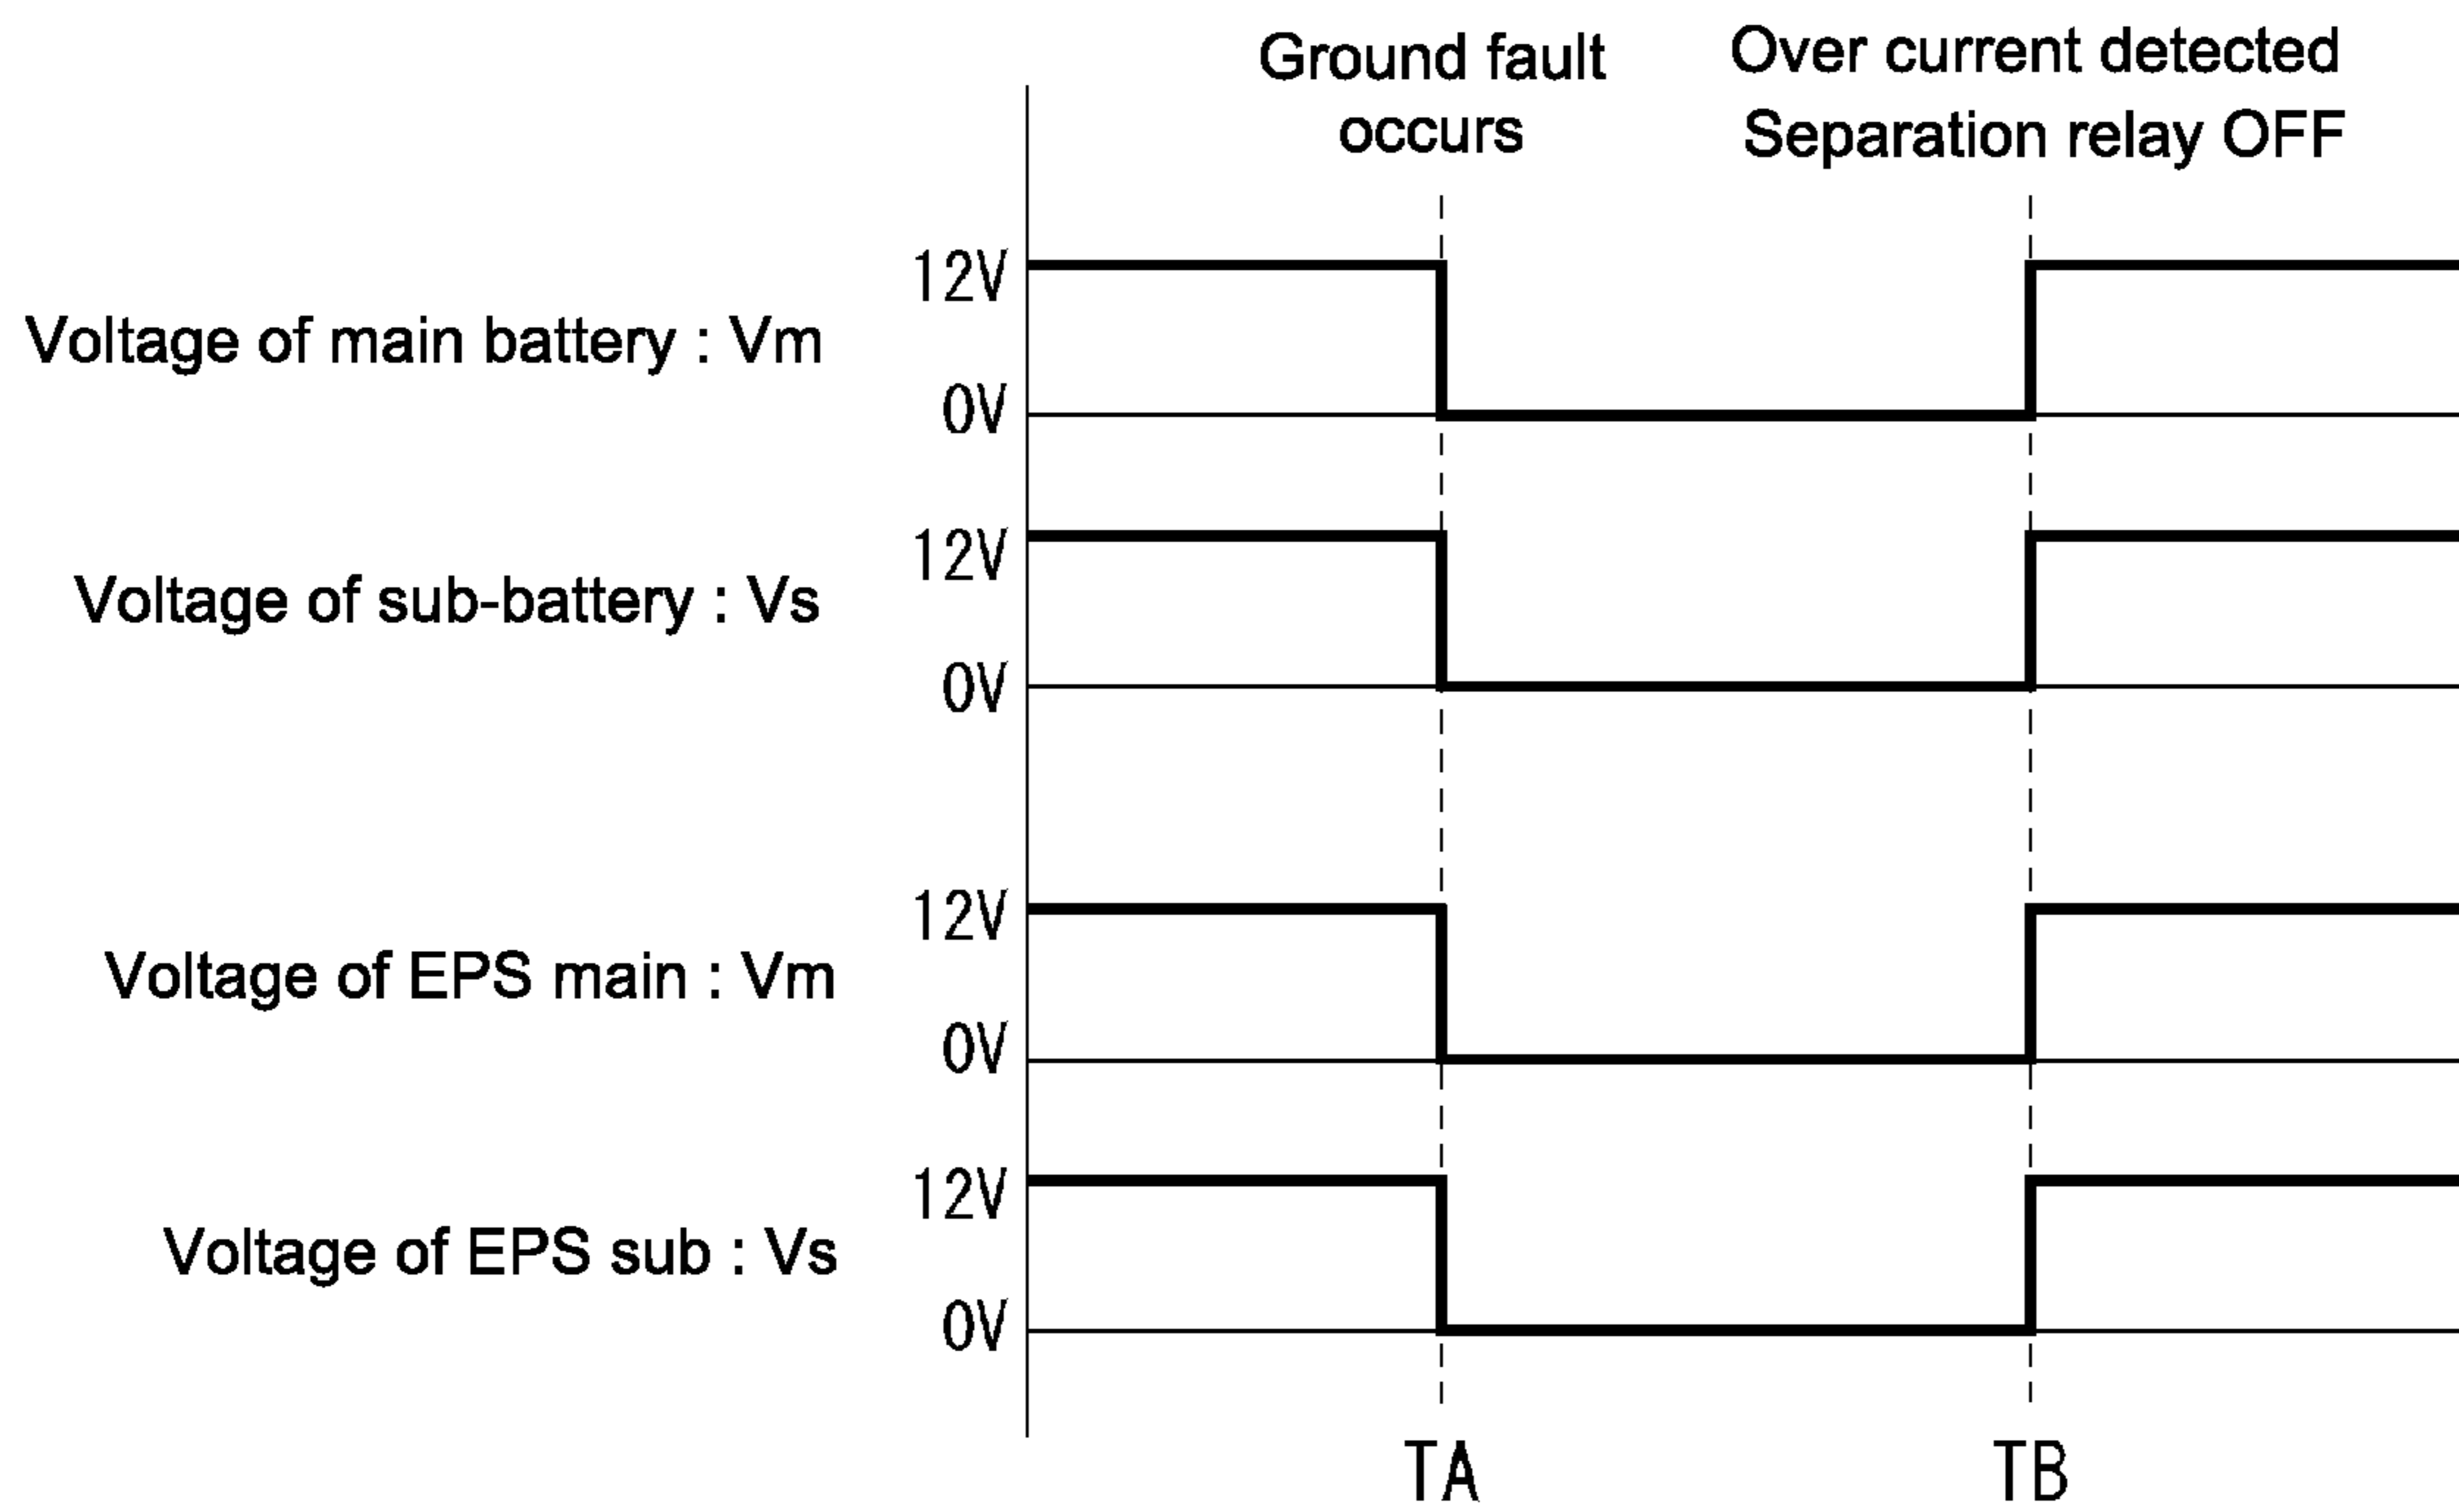 Ground fault
occurs
Over current detected
Separation relay OFF
12V
Voltage of main battery : Vm
0V
12V
Voltage of sub-battery : Vs
0V
12V
Voltage of EPS main : Vm
0V
12V
Voltage of EPS sub : Vs
0V
TA
TB